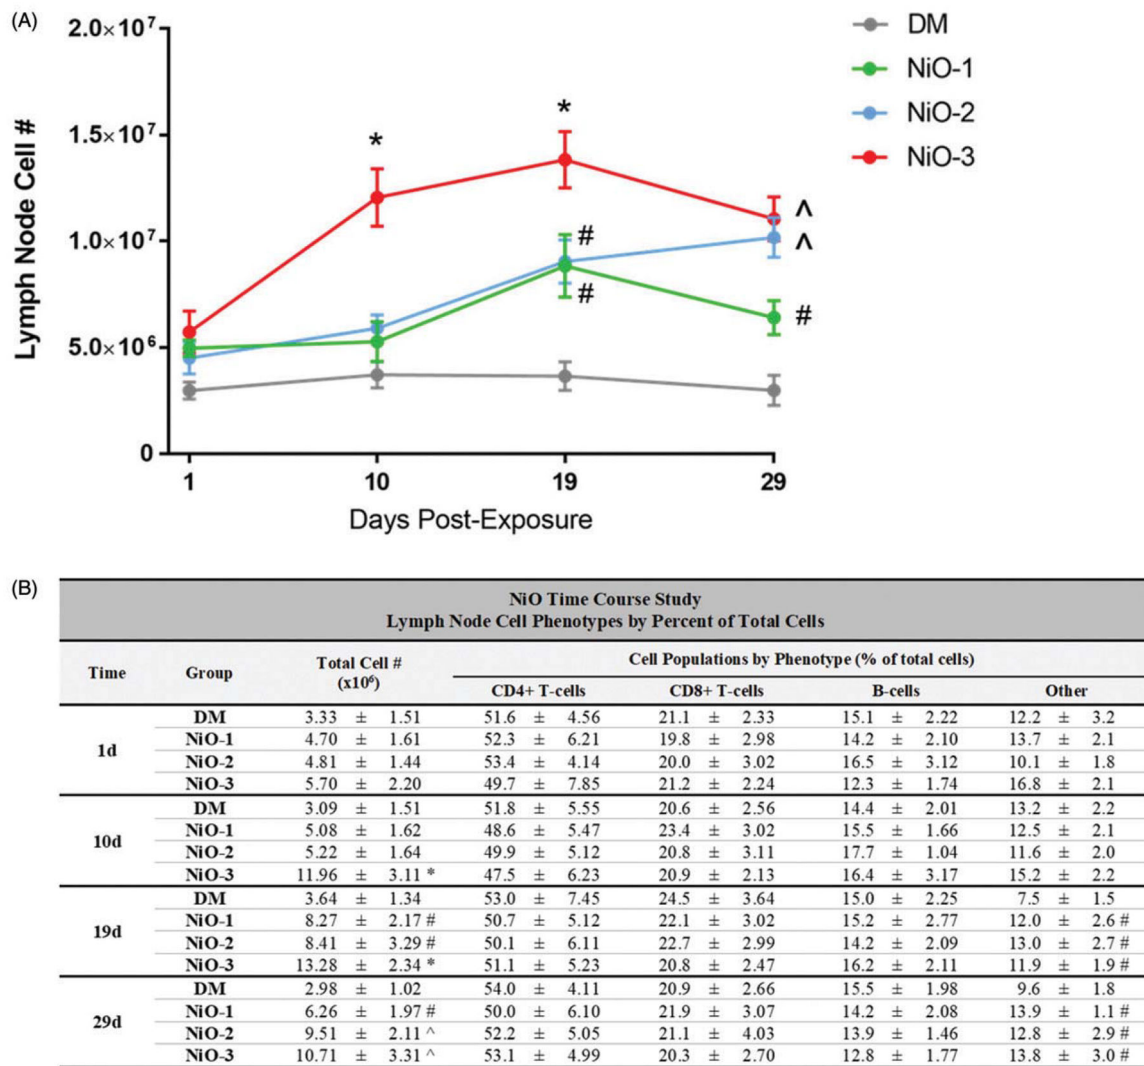 (A)
2.0×10⁷
1.5×10⁷
1.0×10⁷
5.0×10⁶
0
Lymph Node Cell #
* *
# #
^ ^ #
1 10 19 29
Days Post-Exposure
DM
NiO-1
NiO-2
NiO-3
(B)
NiO Time Course Study
Lymph Node Cell Phenotypes by Percent of Total Cells
Time Group Total Cell # (x10⁶) Cell Populations by Phenotype (% of total cells)
CD4+ T-cells CD8+ T-cells B-cells Other
1d
DM 3.33 ± 1.51 51.6 ± 4.56 21.1 ± 2.33 15.1 ± 2.22 12.2 ± 3.2
NiO-1 4.70 ± 1.61 52.3 ± 6.21 19.8 ± 2.98 14.2 ± 2.10 13.7 ± 2.1
NiO-2 4.81 ± 1.44 53.4 ± 4.14 20.0 ± 3.02 16.5 ± 3.12 10.1 ± 1.8
NiO-3 5.70 ± 2.20 49.7 ± 7.85 21.2 ± 2.24 12.3 ± 1.74 16.8 ± 2.1
10d
DM 3.09 ± 1.51 51.8 ± 5.55 20.6 ± 2.56 14.4 ± 2.01 13.2 ± 2.2
NiO-1 5.08 ± 1.62 48.6 ± 5.47 23.4 ± 3.02 15.5 ± 1.66 12.5 ± 2.1
NiO-2 5.22 ± 1.64 49.9 ± 5.12 20.8 ± 3.11 17.7 ± 1.04 11.6 ± 2.0
NiO-3 11.96 ± 3.11 * 47.5 ± 6.23 20.9 ± 2.13 16.4 ± 3.17 15.2 ± 2.2
19d
DM 3.64 ± 1.34 53.0 ± 7.45 24.5 ± 3.64 15.0 ± 2.25 7.5 ± 1.5
NiO-1 8.27 ± 2.17 # 50.7 ± 5.12 22.1 ± 3.02 15.2 ± 2.77 12.0 ± 2.6 #
NiO-2 8.41 ± 3.29 # 50.1 ± 6.11 22.7 ± 2.99 14.2 ± 2.09 13.0 ± 2.7 #
NiO-3 13.28 ± 2.34 * 51.1 ± 5.23 20.8 ± 2.47 16.2 ± 2.11 11.9 ± 1.9 #
29d
DM 2.98 ± 1.02 54.0 ± 4.11 20.9 ± 2.66 15.5 ± 1.98 9.6 ± 1.8
NiO-1 6.26 ± 1.97 # 50.0 ± 6.10 21.9 ± 3.07 14.2 ± 2.08 13.9 ± 1.1 #
NiO-2 9.51 ± 2.11 ^ 52.2 ± 5.05 21.1 ± 4.03 13.9 ± 1.46 12.8 ± 2.9 #
NiO-3 10.71 ± 3.31 ^ 53.1 ± 4.99 20.3 ± 2.70 12.8 ± 1.77 13.8 ± 3.0 #